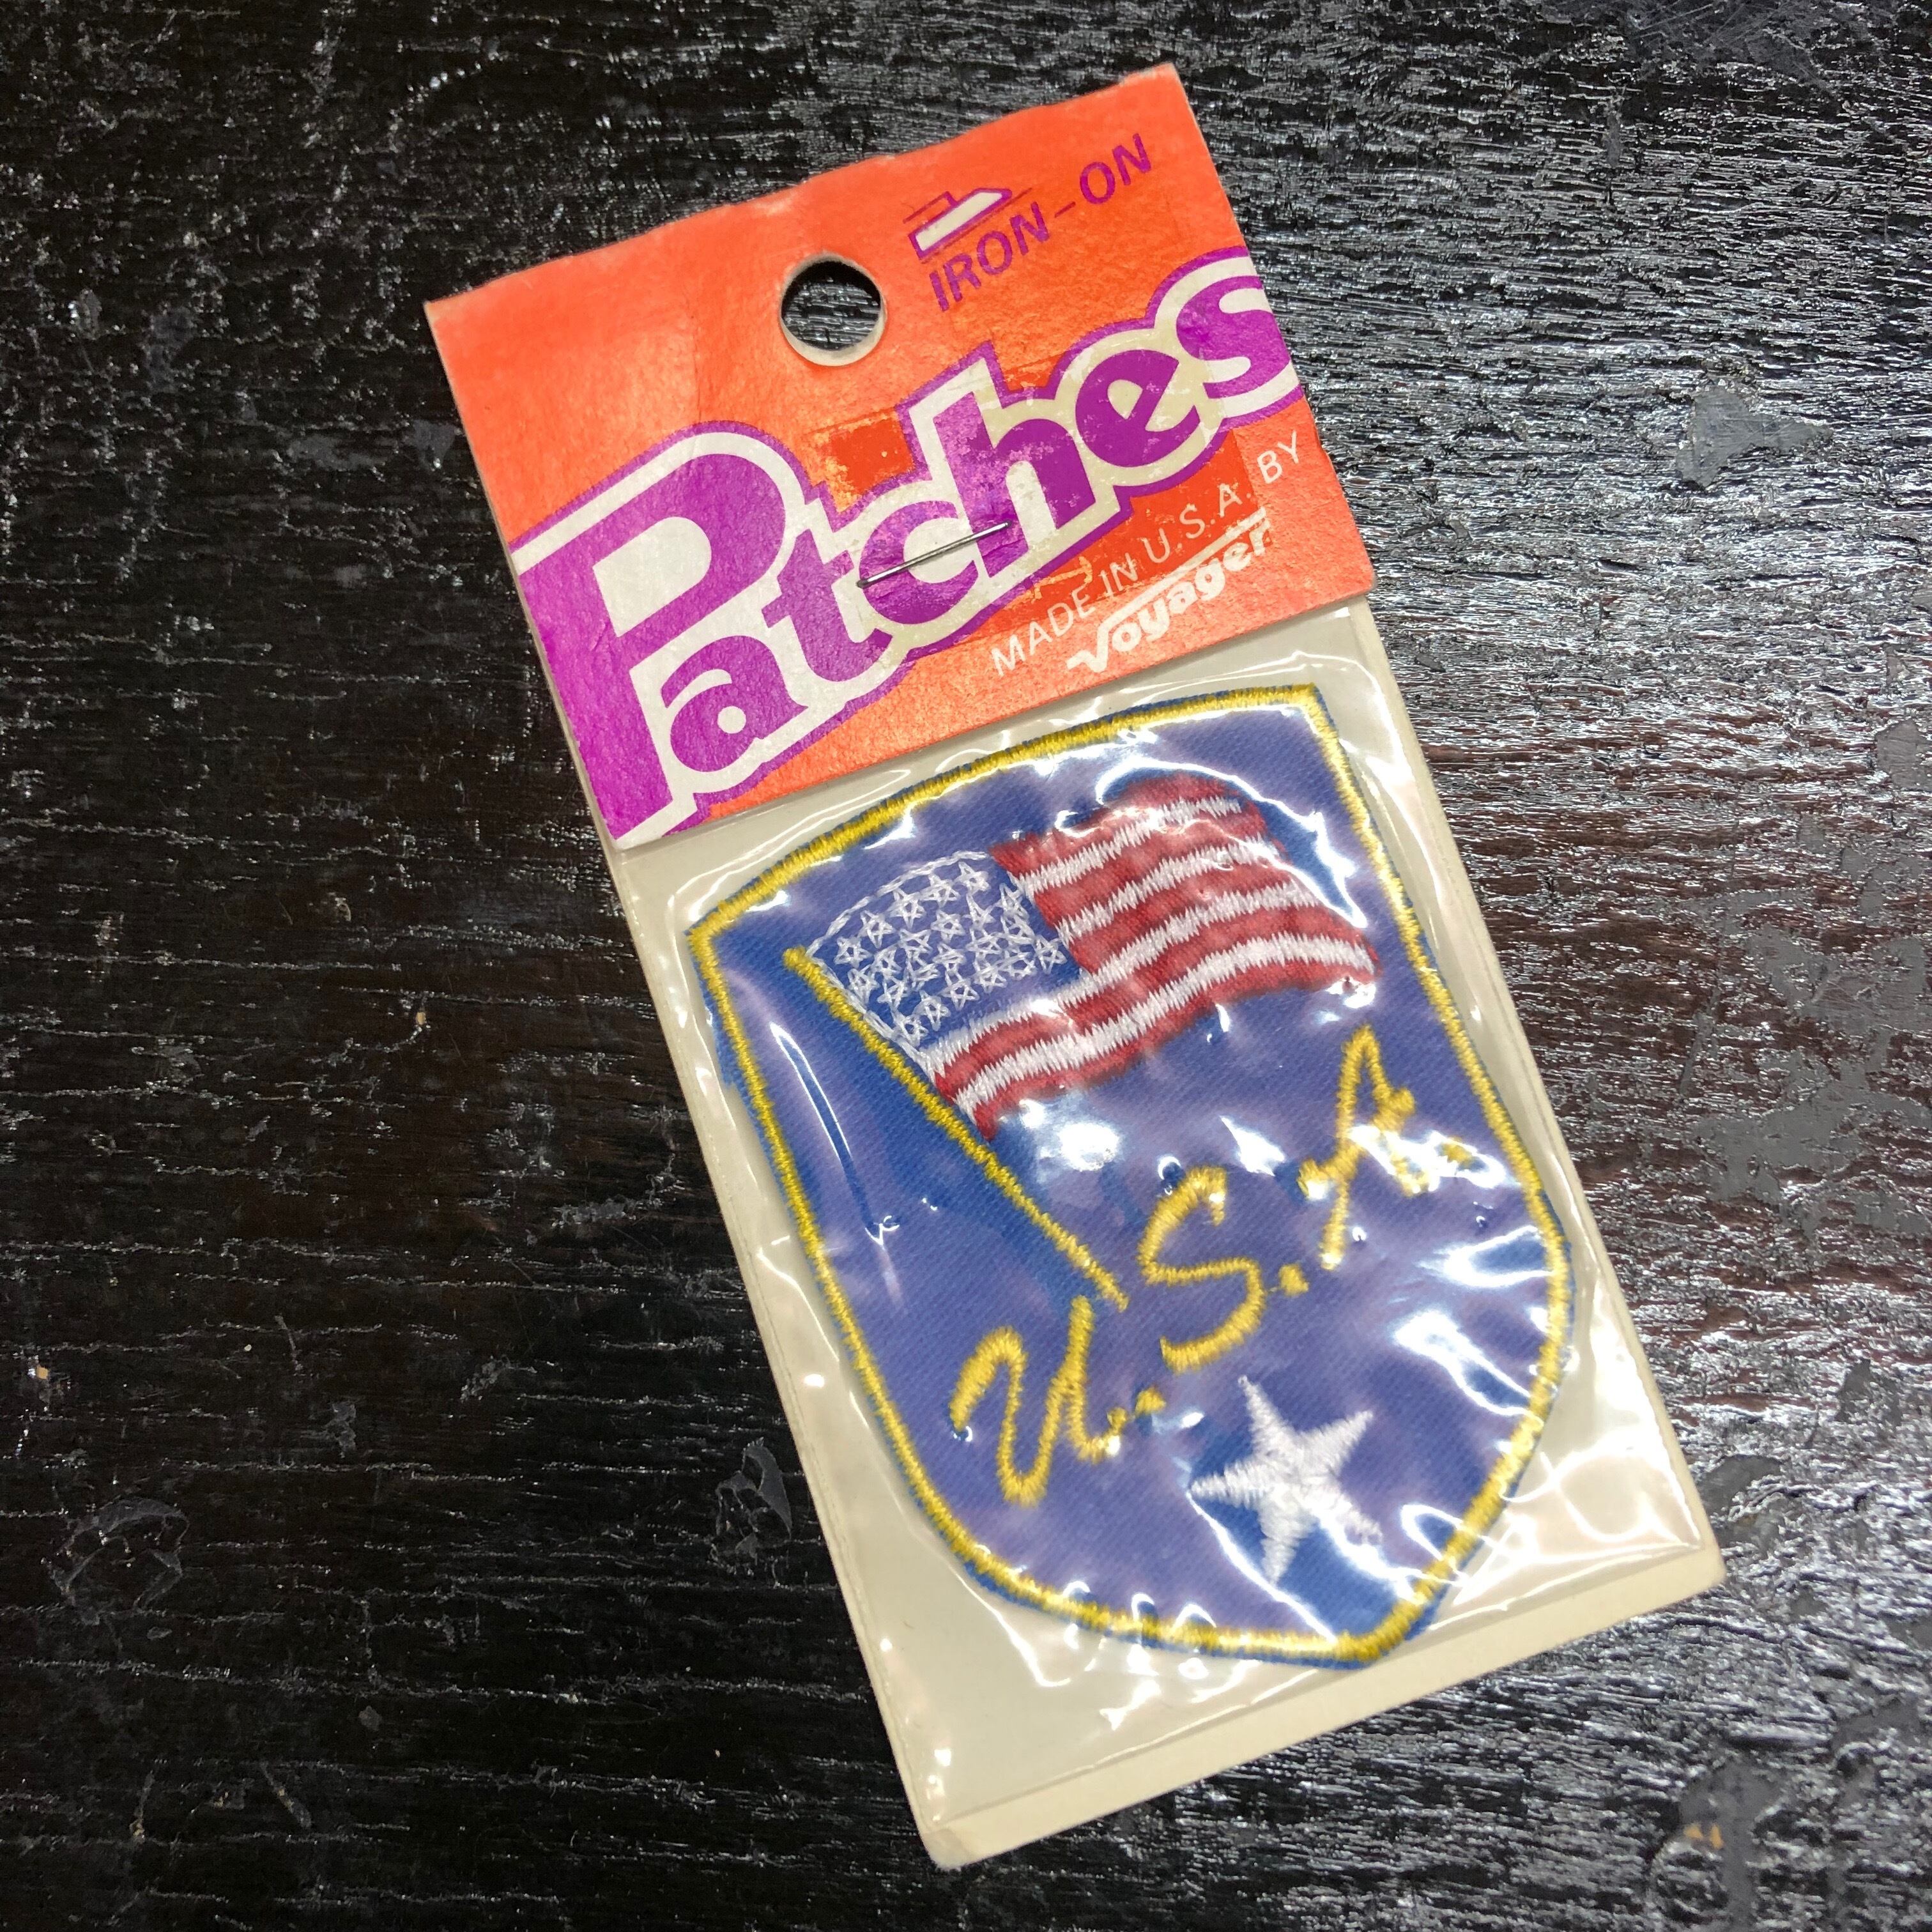 IRON-ON
Patches
MADE IN U.S.A. BY
Voyager
U.S.A.